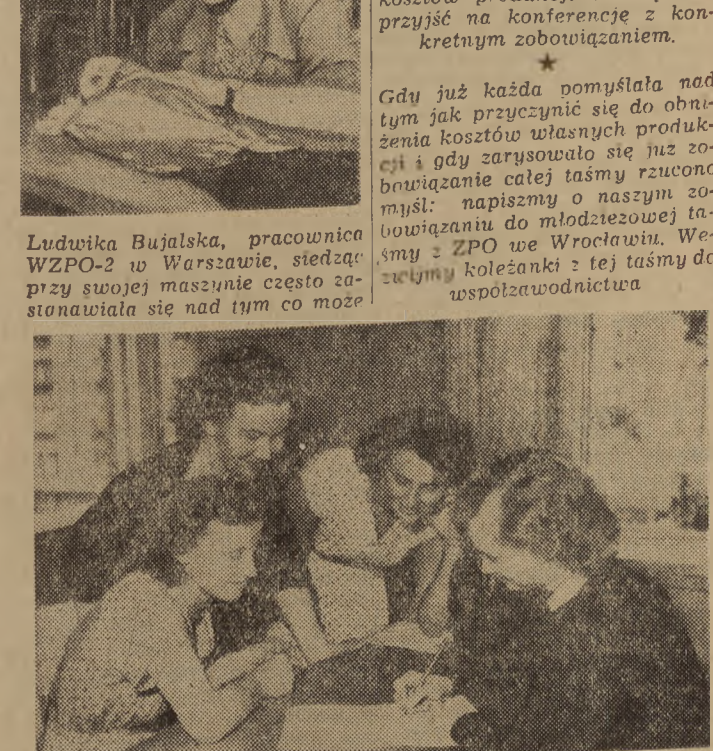 Ludwika Bujalska, pracownica
WZPO-2 w Warszawie, siedząc
przy swojej maszynie często za-
stanawiała się nad tym co może
przyjść na konferencję z kon-
kretnym zobowiązaniem.
★
Gdy już każda pomyślała nad
tym jak przyczynić się do obni-
żenia kosztów własnych produk-
cji i gdy zarysowało się już zo-
bowiązanie całej taśmy rzucono
myśl: napiszmy o naszym zo-
bowiązaniu do młodzieżowej ta-
śmy z ZPO we Wrocławiu. We-
koleżanki z tej taśmy do
współzawodnictwa